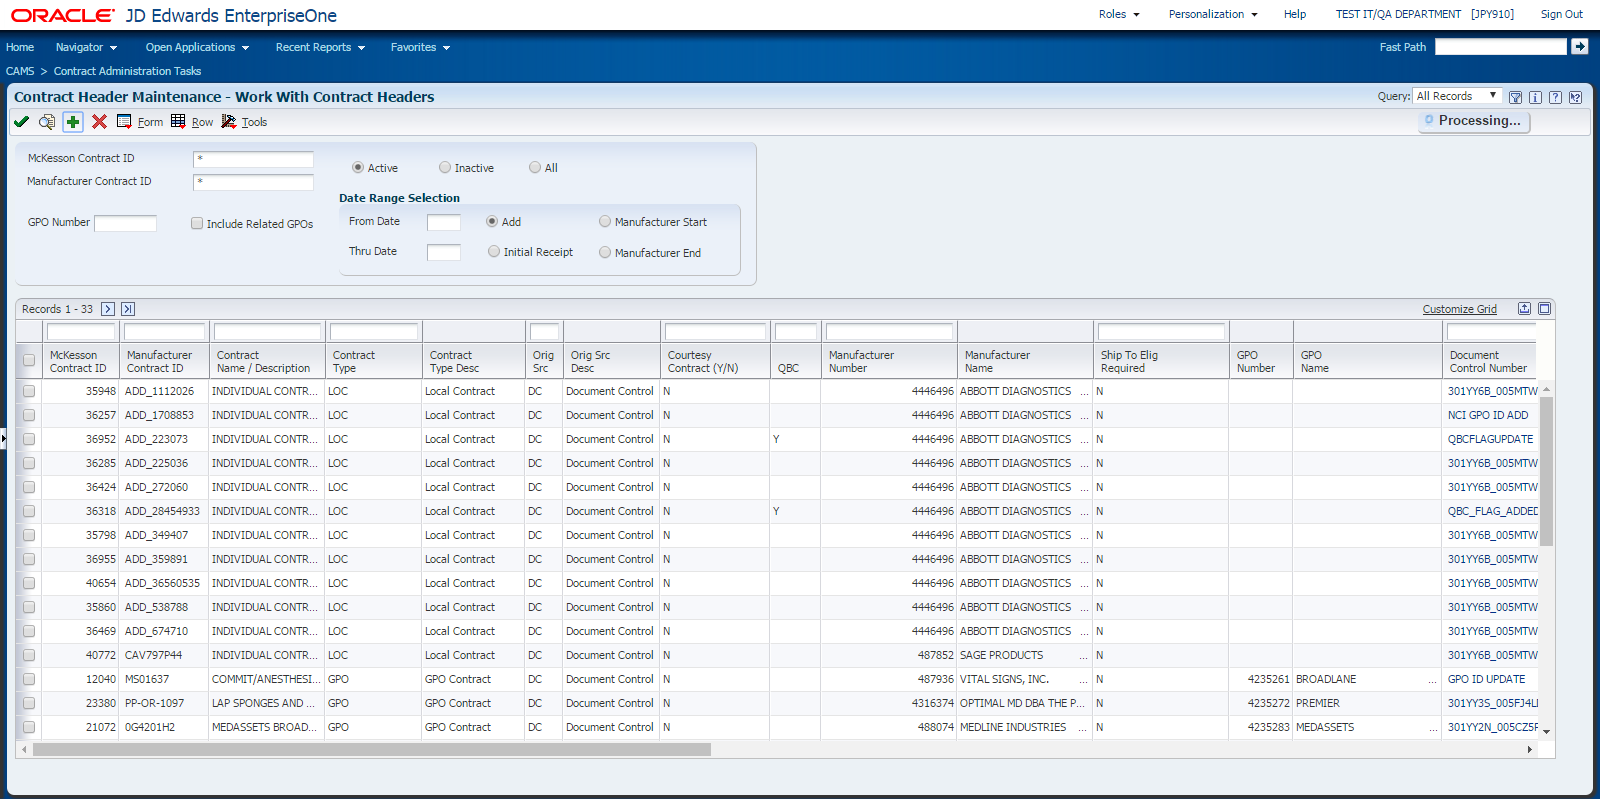 ORACLE JD Edwards EnterpriseOne
Roles Personalization Help TEST IT/QA DEPARTMENT [JPY910] Sign Out
Home Navigator Open Applications Recent Reports Favorites Fast Path
CAMS > Contract Administration Tasks
Contract Header Maintenance - Work With Contract Headers Query: All Records
Form Row Tools Processing...
McKesson Contract ID * Active Inactive All
Manufacturer Contract ID *
Date Range Selection
GPO Number Include Related GPOs From Date Add Manufacturer Start
Thru Date Initial Receipt Manufacturer End
Records 1 - 33 Customize Grid
McKesson Contract ID Manufacturer Contract ID Contract Name / Description Contract Type Contract Type Desc Orig Src Orig Src Desc Courtesy Contract (Y/N) QBC Manufacturer Number Manufacturer Name Ship To Elig Required GPO Number GPO Name Document Control Number
35948 ADD_1112026 INDIVIDUAL CONTR... LOC Local Contract DC Document Control N 4446496 ABBOTT DIAGNOSTICS ... N 301YY6B_005MTW
36257 ADD_1708853 INDIVIDUAL CONTR... LOC Local Contract DC Document Control N 4446496 ABBOTT DIAGNOSTICS ... N NCI GPO ID ADD
36952 ADD_223073 INDIVIDUAL CONTR... LOC Local Contract DC Document Control N Y 4446496 ABBOTT DIAGNOSTICS ... N QBCFLAGUPDATE
36285 ADD_225036 INDIVIDUAL CONTR... LOC Local Contract DC Document Control N 4446496 ABBOTT DIAGNOSTICS ... N 301YY6B_005MTW
36424 ADD_272060 INDIVIDUAL CONTR... LOC Local Contract DC Document Control N 4446496 ABBOTT DIAGNOSTICS ... N 301YY6B_005MTW
36318 ADD_28454933 INDIVIDUAL CONTR... LOC Local Contract DC Document Control N Y 4446496 ABBOTT DIAGNOSTICS ... N QBC_FLAG_ADDED
35798 ADD_349407 INDIVIDUAL CONTR... LOC Local Contract DC Document Control N 4446496 ABBOTT DIAGNOSTICS ... N 301YY6B_005MTW
36955 ADD_359891 INDIVIDUAL CONTR... LOC Local Contract DC Document Control N 4446496 ABBOTT DIAGNOSTICS ... N 301YY6B_005MTW
40654 ADD_36560535 INDIVIDUAL CONTR... LOC Local Contract DC Document Control N 4446496 ABBOTT DIAGNOSTICS ... N 301YY6B_005MTW
35860 ADD_538788 INDIVIDUAL CONTR... LOC Local Contract DC Document Control N 4446496 ABBOTT DIAGNOSTICS ... N 301YY6B_005MTW
36469 ADD_674710 INDIVIDUAL CONTR... LOC Local Contract DC Document Control N 4446496 ABBOTT DIAGNOSTICS ... N 301YY6B_005MTW
40772 CAV797P44 INDIVIDUAL CONTR... LOC Local Contract DC Document Control N 487852 SAGE PRODUCTS ... N 301YY6B_005MTW
12040 MS01637 COMMIT/ANESTHESI... GPO GPO Contract DC Document Control N 487936 VITAL SIGNS, INC. ... N 4235261 BROADLANE ... GPO ID UPDATE
23380 PP-OR-1097 LAP SPONGES AND ... GPO GPO Contract DC Document Control N 4316374 OPTIMAL MD DBA THE P... N 4235272 PREMIER ... 301YY3S_005FJ4LI
21072 0G4201H2 MEDASSETS BROAD... GPO GPO Contract DC Document Control N 488074 MEDLINE INDUSTRIES ... N 4235283 MEDASSETS ... 301YY2N_005CZ5F